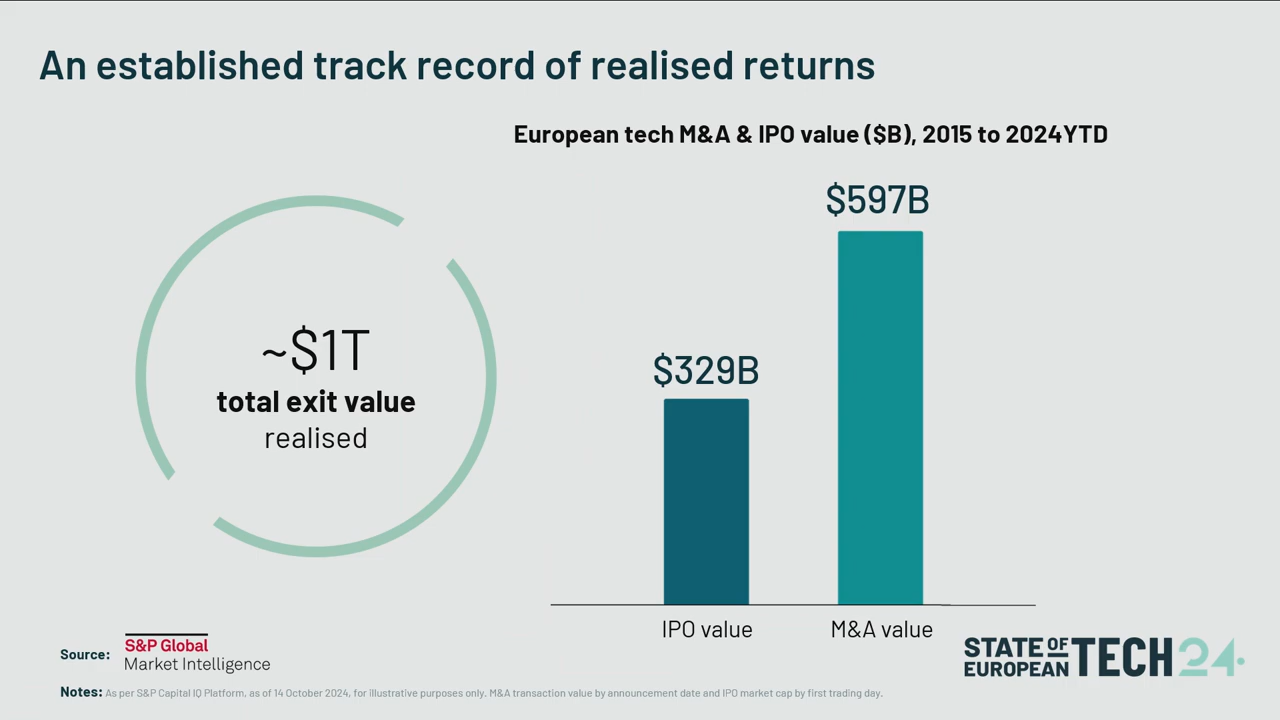 An established track record of realised returns
European tech M&A & IPO value ($B), 2015 to 2024YTD
~$1T
total exit value
realised
$329B
$597B
IPO value
M&A value
Source:
S&P Global
Market Intelligence
Notes: As per S&P Capital IQ Platform, as of 14 October 2024, for illustrative purposes only. M&A transaction value by announcement date and IPO market cap by first trading day.
STATE OF
EUROPEAN TECH 24